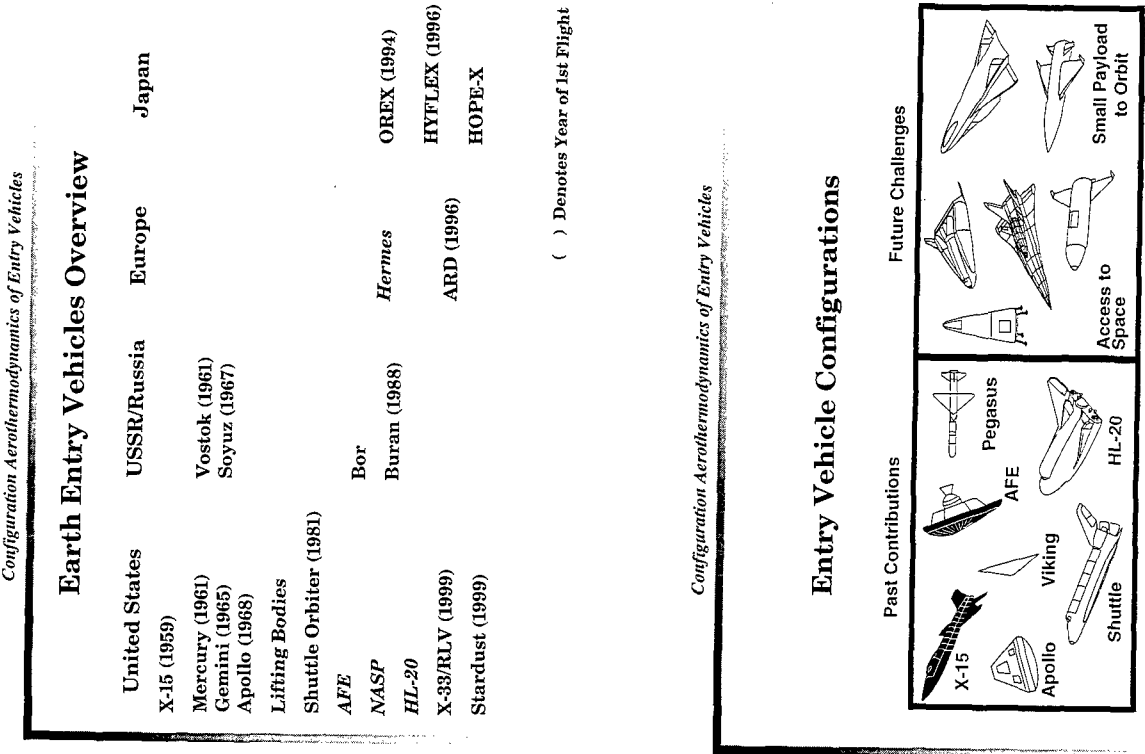 Configuration Aerothermodynamics of Entry Vehicles
Earth Entry Vehicles Overview
United States USSR/Russia Europe Japan
X-15 (1959)
Mercury (1961) Vostok (1961)
Gemini (1965) Soyuz (1967)
Apollo (1968)
Lifting Bodies
Shuttle Orbiter (1981)
AFE Bor
NASP Buran (1988) Hermes OREX (1994)
HL-20
X-33/RLV (1999) ARD (1996) HYFLEX (1996)
Stardust (1999) HOPE-X
( ) Denotes Year of 1st Flight
Configuration Aerothermodynamics of Entry Vehicles
Entry Vehicle Configurations
Past Contributions
X-15
AFE
Pegasus
Apollo
Viking
Shuttle
HL-20
Future Challenges
Access to
Space
Small Payload
to Orbit